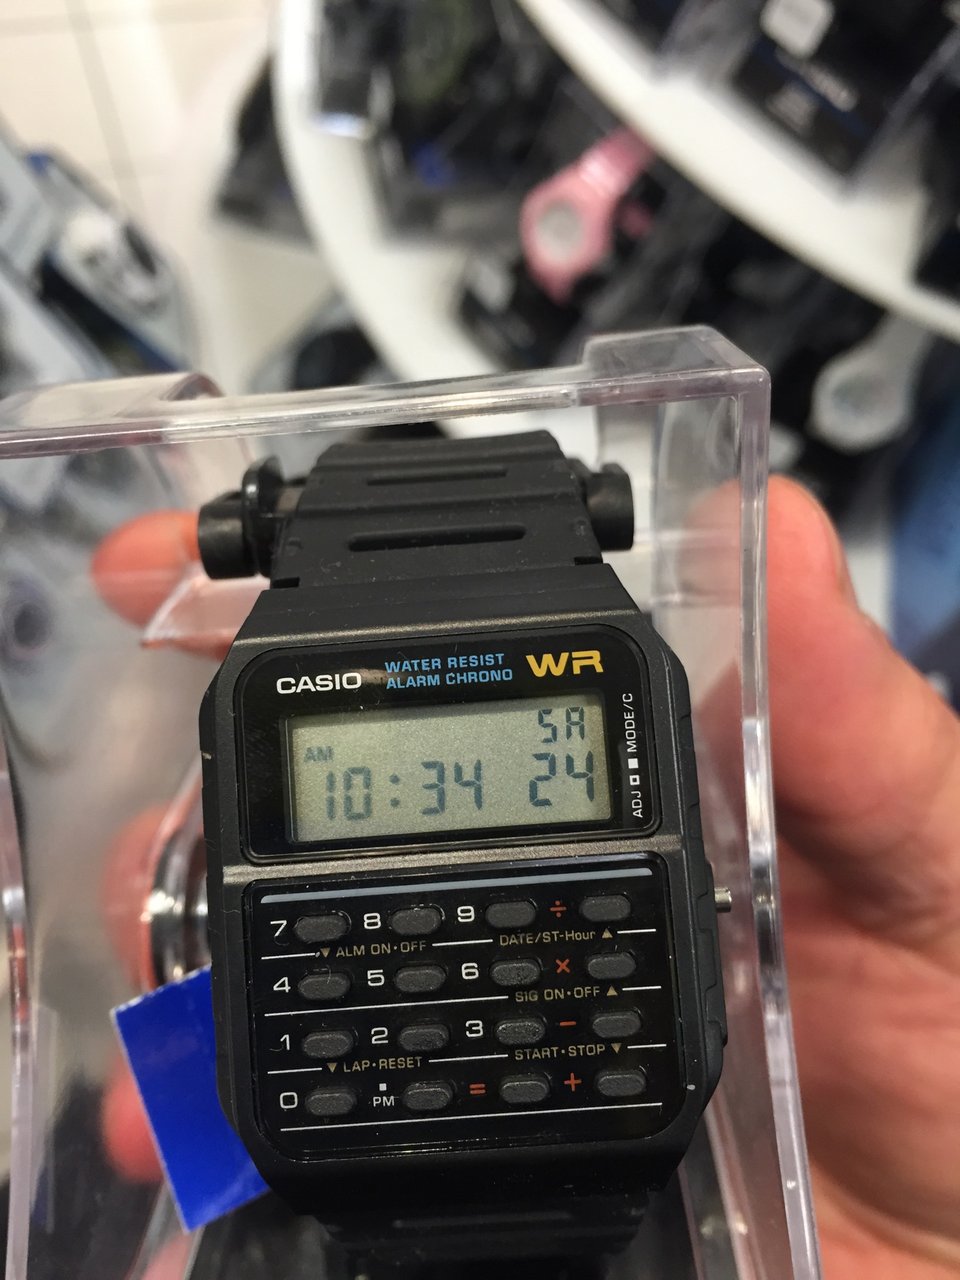 CASIO
WATER RESIST
ALARM CHRONO
WR
SA
AM
10:34 24
ADJ MODE/C
7 8 9 ÷
▼ ALM ON·OFF DATE/ST-Hour ▲
4 5 6 ×
SIG ON·OFF ▲
1 2 3 −
▼ LAP·RESET START·STOP ▼
0 . = +
PM